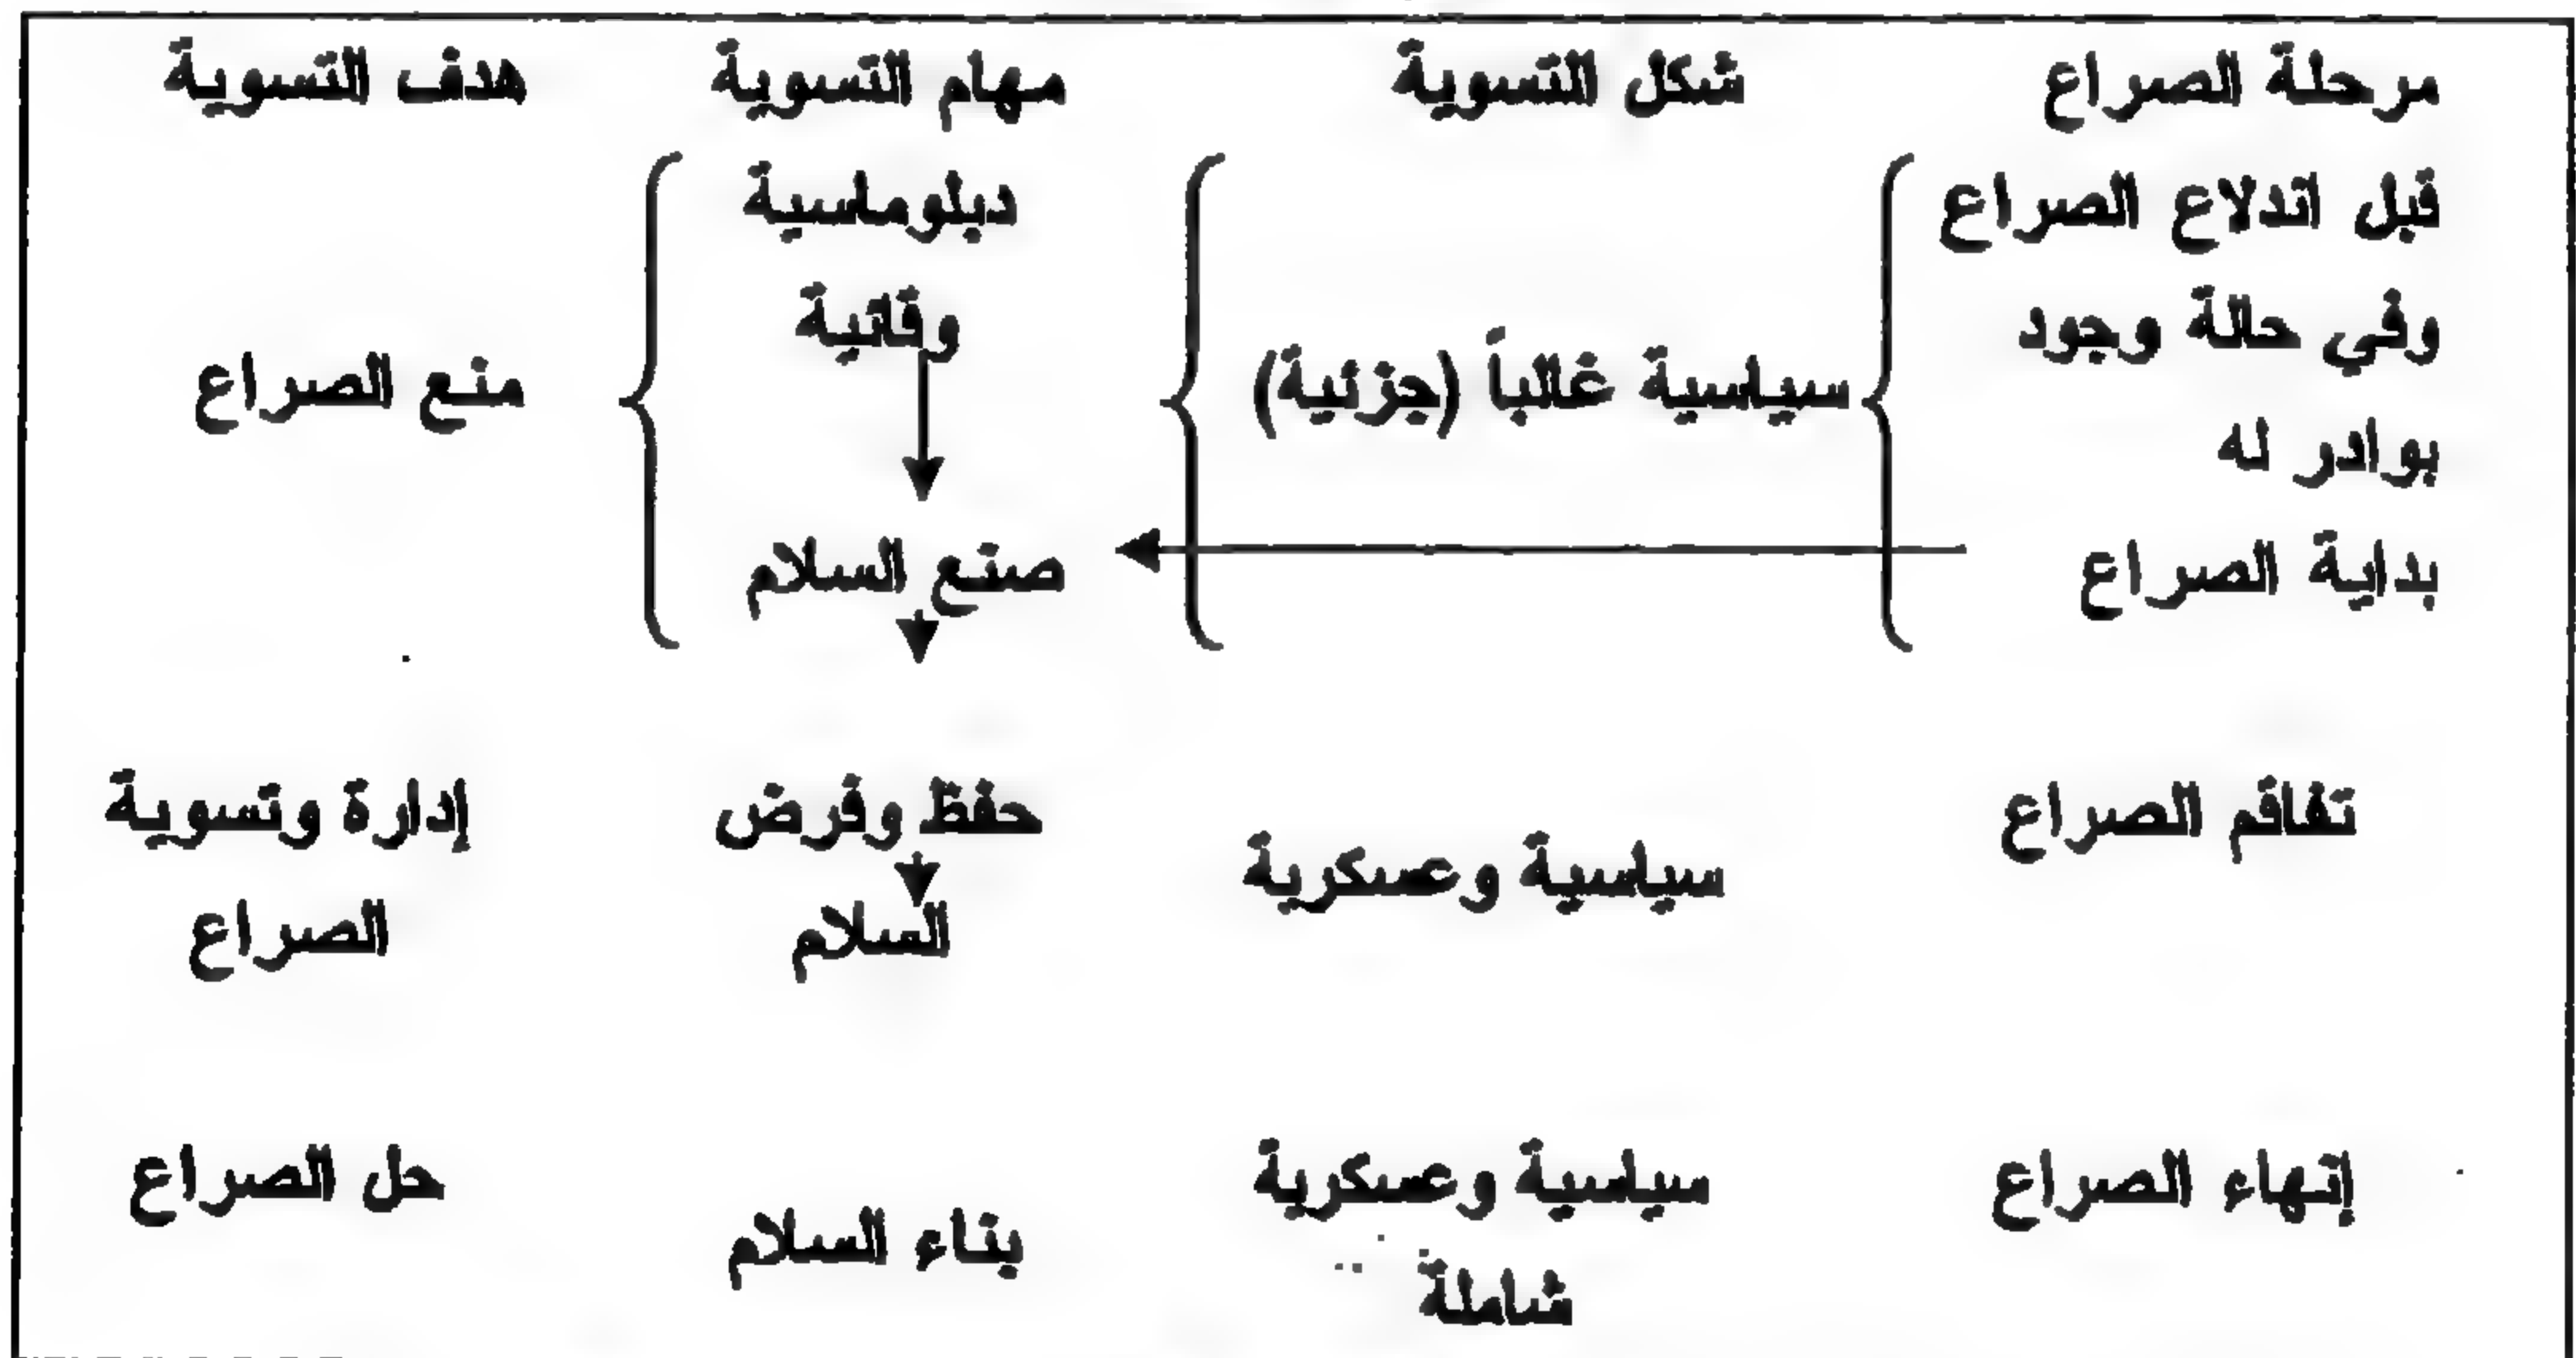 مرحلة الصراع شكل التسوية مهام التسوية هدف التسوية
قبل اندلاع الصراع دبلوماسية
وفي حالة وجود وقائية
سياسية غالباً (جزئية) منع الصراع
بوادر له
بداية الصراع صنع السلام
تفاقم الصراع حفظ وفرض إدارة وتسوية
سياسية وعسكرية
السلام الصراع
إنهاء الصراع سياسية وعسكرية حل الصراع
بناء السلام
شاملة